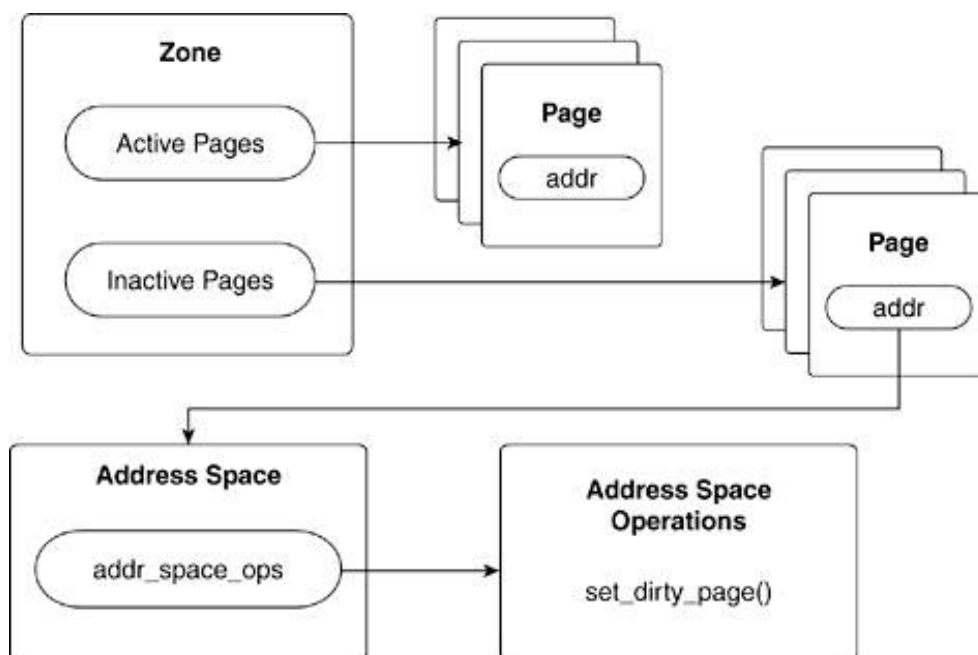 Zone
Active Pages
Inactive Pages
Page
addr
Page
addr
Address Space
addr_space_ops
Address Space
Operations
set_dirty_page()